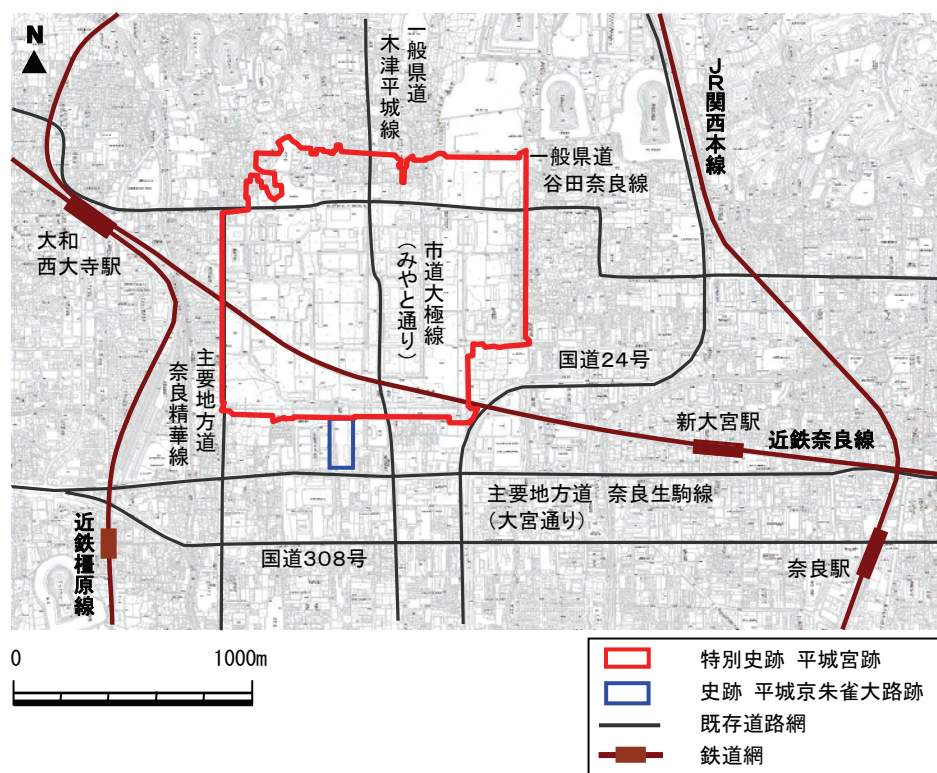 N
一般県道
木津平城線
JR関西本線
一般県道
谷田奈良線
大和
西大寺駅
市道大極線
(みやと通り)
国道24号
主要地方道
奈良精華線
新大宮駅
近鉄奈良線
主要地方道 奈良生駒線
(大宮通り)
近鉄橿原線
国道308号
奈良駅
0 1000m
特別史跡 平城宮跡
史跡 平城京朱雀大路跡
既存道路網
鉄道網